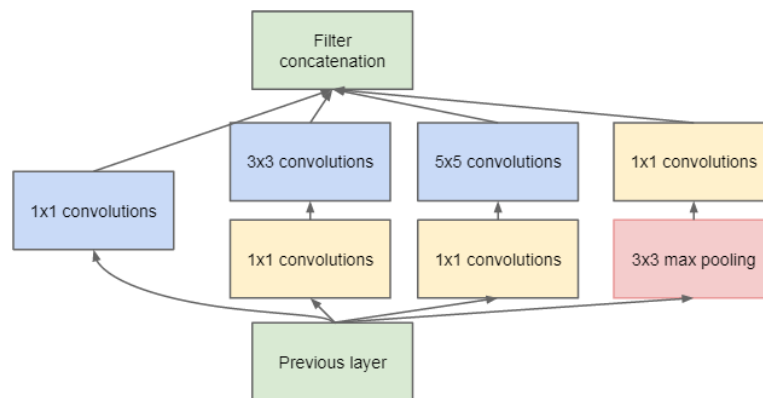 Filter
concatenation
3x3 convolutions
5x5 convolutions
1x1 convolutions
1x1 convolutions
1x1 convolutions
1x1 convolutions
3x3 max pooling
Previous layer